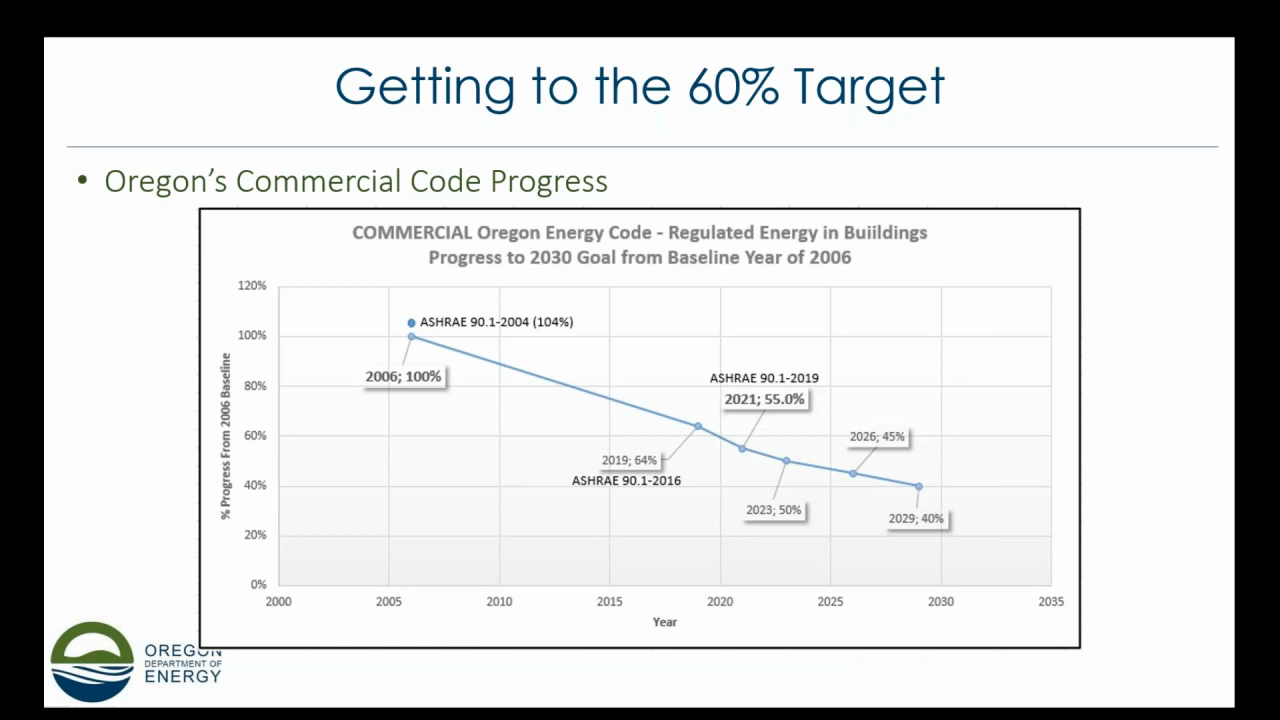 Getting to the 60% Target
• Oregon's Commercial Code Progress
COMMERCIAL Oregon Energy Code - Regulated Energy in Buiildings
Progress to 2030 Goal from Baseline Year of 2006
% Progress From 2006 Baseline
120%
100%
80%
60%
40%
20%
0%
ASHRAE 90.1-2004 (104%)
2006; 100%
ASHRAE 90.1-2019
2021; 55.0%
2019; 64%
ASHRAE 90.1-2016
2026; 45%
2023; 50%
2029; 40%
2000 2005 2010 2015 2020 2025 2030 2035
Year
OREGON
DEPARTMENT OF
ENERGY